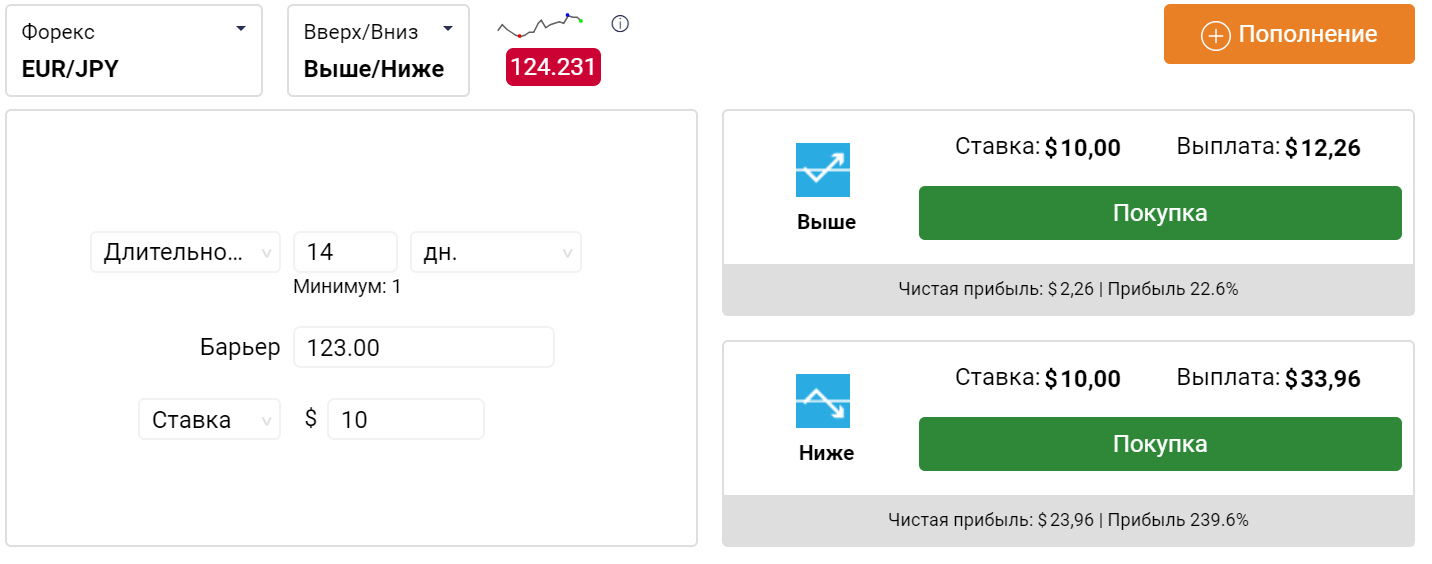 Форекс
EUR/JPY
Вверх/Вниз
Выше/Ниже
124.231
Пополнение
Длительно...
14
дн.
Минимум: 1
Барьер
123.00
Ставка
$
10
Ставка: $10,00
Выплата: $12,26
Выше
Покупка
Чистая прибыль: $2,26 | Прибыль 22.6%
Ставка: $10,00
Выплата: $33,96
Ниже
Покупка
Чистая прибыль: $23,96 | Прибыль 239.6%